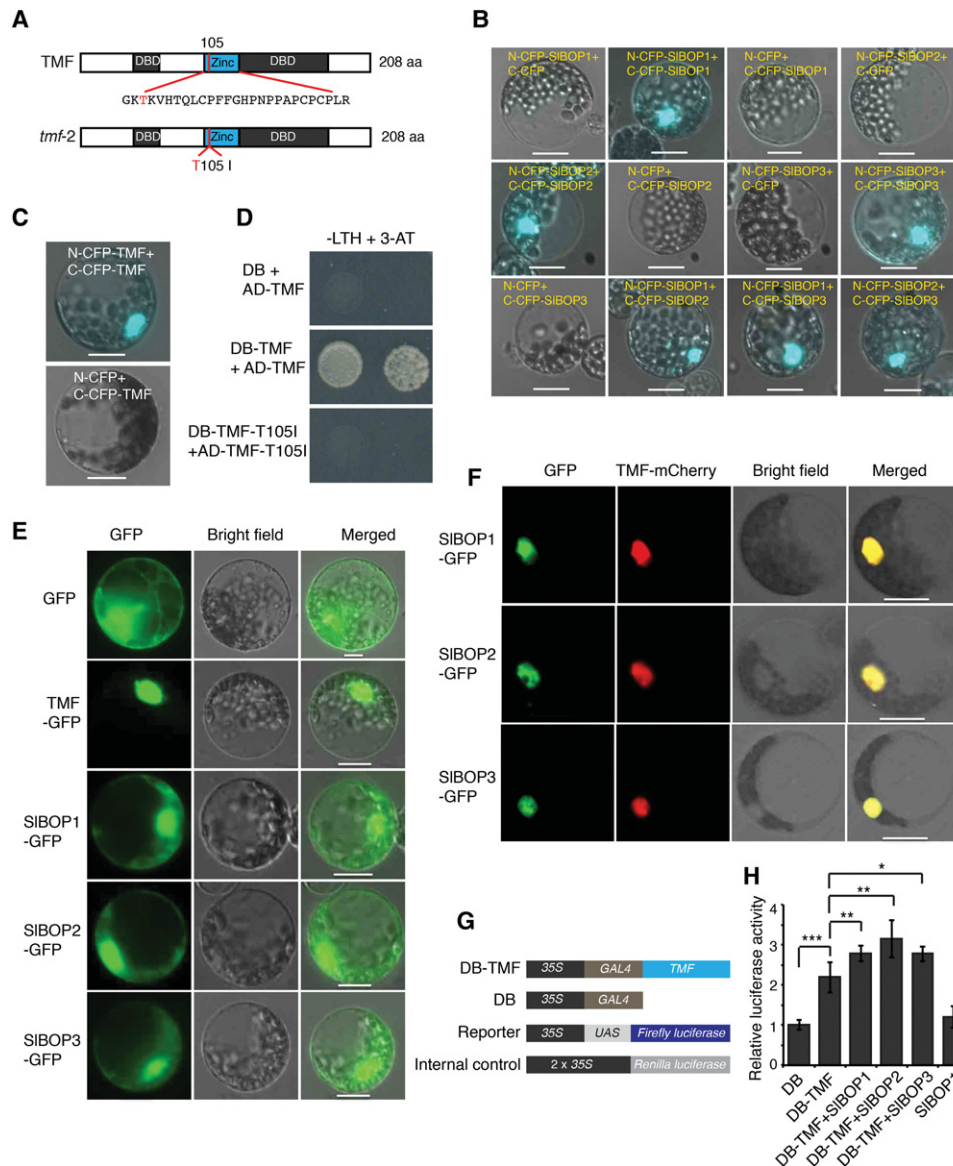 A
105
TMF
DBD
Zinc
DBD
208 aa
GKTKVHTQLCPFFGHPNPPAPCPCPLR
tmf-2
DBD
Zinc
DBD
208 aa
T105 I
B
N-CFP-SlBOP1+
C-CFP
N-CFP-SlBOP1+
C-CFP-SlBOP1
N-CFP+
C-CFP-SlBOP1
N-CFP-SlBOP2+
C-CFP
N-CFP-SlBOP2+
C-CFP-SlBOP2
N-CFP+
C-CFP-SlBOP2
N-CFP-SlBOP3+
C-CFP
N-CFP-SlBOP3+
C-CFP-SlBOP3
N-CFP+
C-CFP-SlBOP3
N-CFP-SlBOP1+
C-CFP-SlBOP2
N-CFP-SlBOP1+
C-CFP-SlBOP3
N-CFP-SlBOP2+
C-CFP-SlBOP3
C
N-CFP-TMF+
C-CFP-TMF
N-CFP+
C-CFP-TMF
D
-LTH + 3-AT
DB +
AD-TMF
DB-TMF
+ AD-TMF
DB-TMF-T105I
+AD-TMF-T105I
E
GFP
Bright field
Merged
GFP
TMF
-GFP
SlBOP1
-GFP
SlBOP2
-GFP
SlBOP3
-GFP
F
GFP
TMF-mCherry
Bright field
Merged
SlBOP1
-GFP
SlBOP2
-GFP
SlBOP3
-GFP
G
DB-TMF
35S
GAL4
TMF
DB
35S
GAL4
Reporter
35S
UAS
Firefly luciferase
Internal control
2 x 35S
Renilla luciferase
H
Relative luciferase activity
4
3
2
1
0
***
**
**
*
DB
DB-TMF
DB-TMF+SlBOP1
DB-TMF+SlBOP2
DB-TMF+SlBOP3
SlBOP1